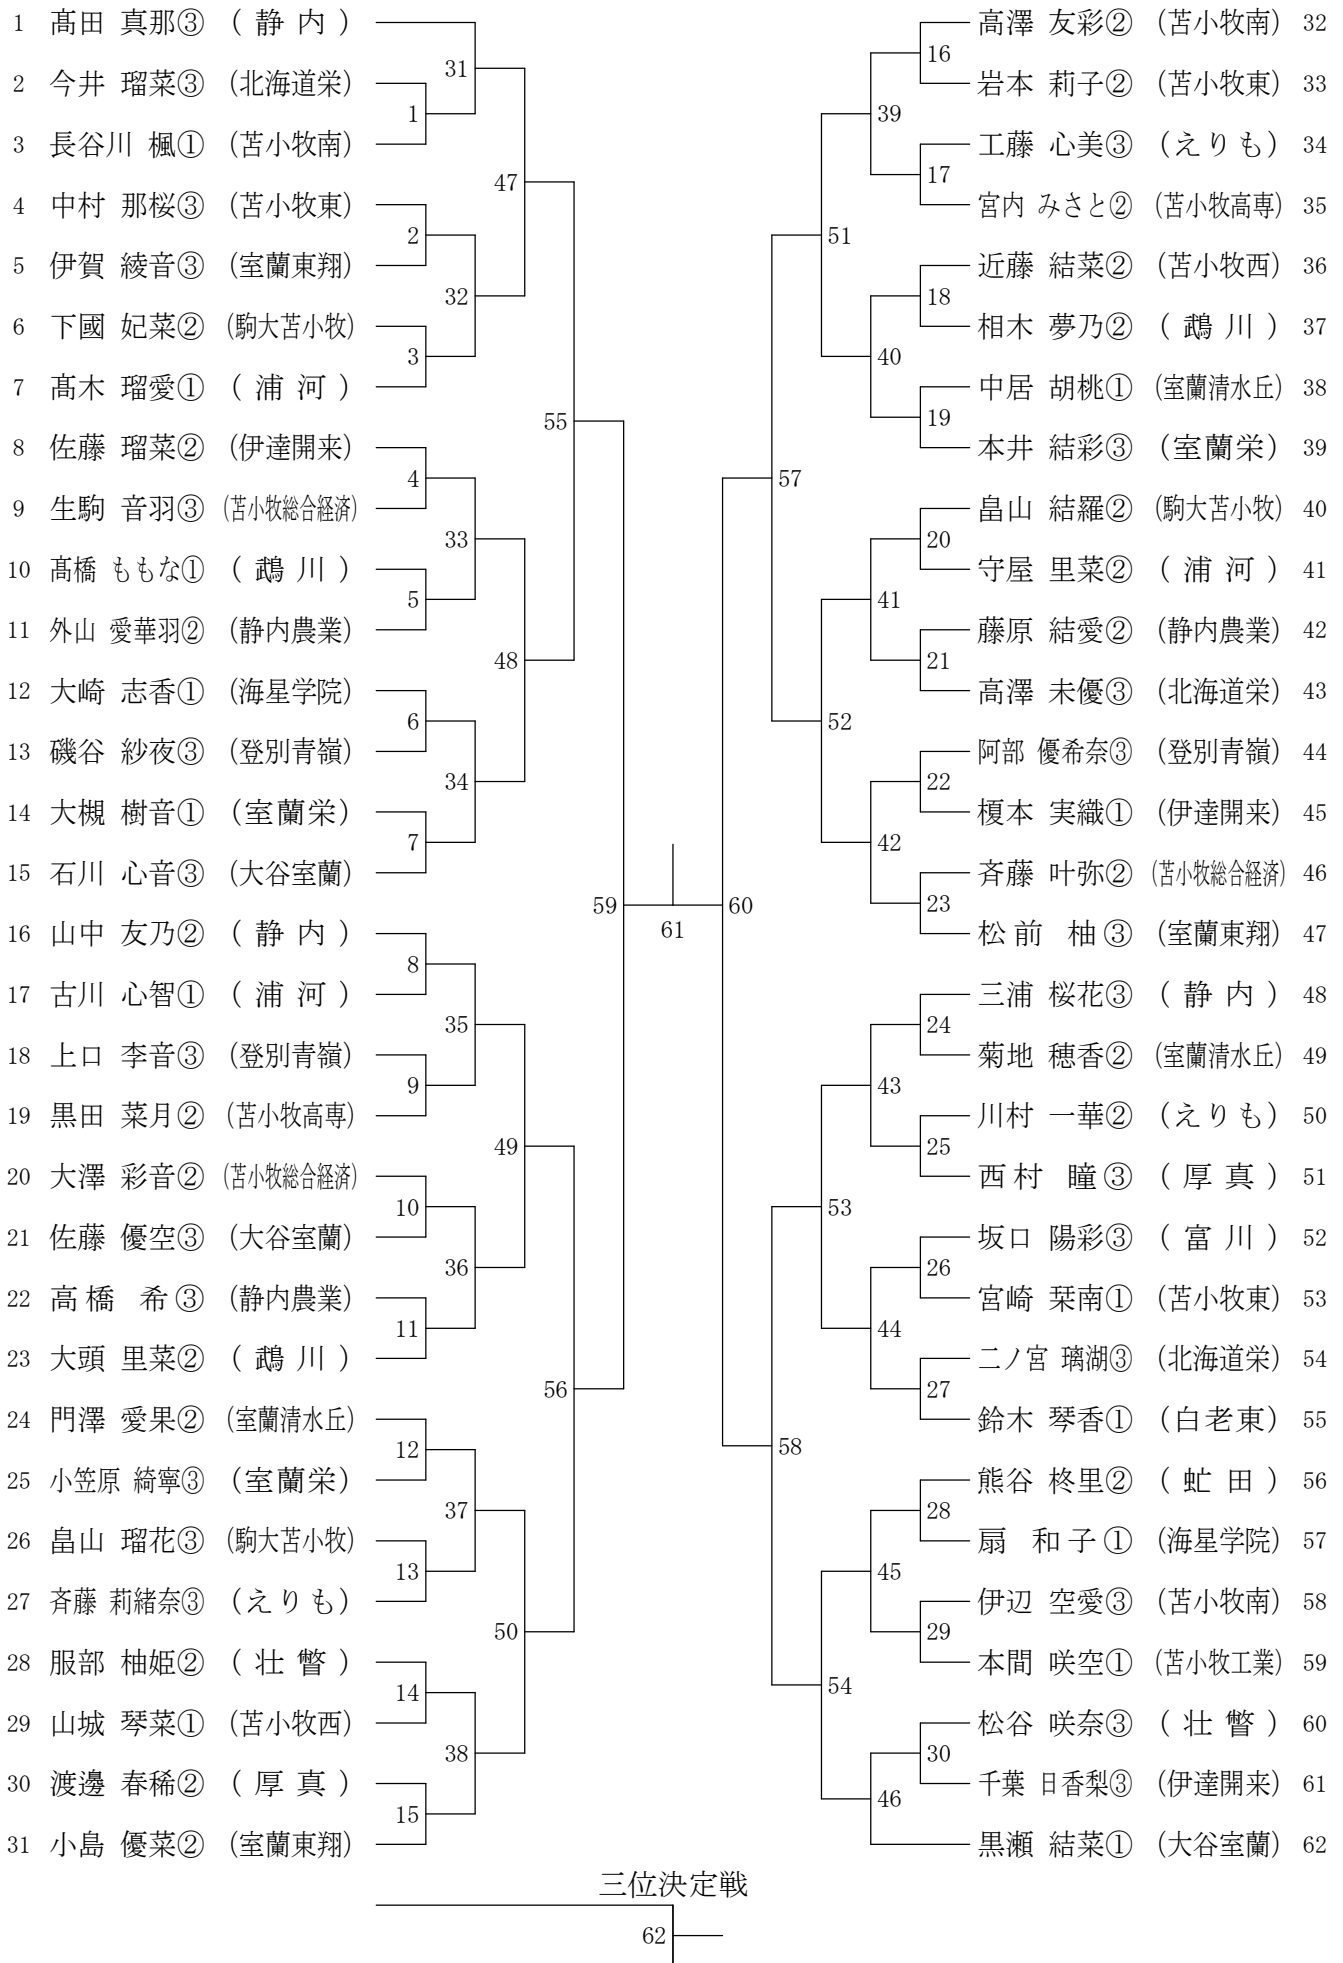 1 髙田 真那③ (静内)
2 今井 瑠菜③ (北海道栄)
3 長谷川 楓① (苫小牧南)
4 中村 那桜③ (苫小牧東)
5 伊賀 綾音③ (室蘭東翔)
6 下國 妃菜② (駒大苫小牧)
7 髙木 瑠愛① (浦河)
8 佐藤 瑠菜② (伊達開来)
9 生駒 音羽③ (苫小牧総合経済)
10 髙橋 ももな① (鵡川)
11 外山 愛華羽② (静内農業)
12 大崎 志香① (海星学院)
13 磯谷 紗夜③ (登別青嶺)
14 大槻 樹音① (室蘭栄)
15 石川 心音③ (大谷室蘭)
16 山中 友乃② (静内)
17 古川 心智① (浦河)
18 上口 李音③ (登別青嶺)
19 黒田 菜月② (苫小牧高専)
20 大澤 彩音② (苫小牧総合経済)
21 佐藤 優空③ (大谷室蘭)
22 高橋 希③ (静内農業)
23 大頭 里菜② (鵡川)
24 門澤 愛果② (室蘭清水丘)
25 小笠原 綺寧③ (室蘭栄)
26 畠山 瑠花③ (駒大苫小牧)
27 斉藤 莉緒奈③ (えりも)
28 服部 柚姫② (壮瞥)
29 山城 琴菜① (苫小牧西)
30 渡邊 春稀② (厚真)
31 小島 優菜② (室蘭東翔)
1
2
3
4
5
6
7
8
9
10
11
12
13
14
15
31
32
33
34
35
36
37
38
47
48
49
50
55
56
59
61
60
57
58
51
52
53
54
39
40
41
42
43
44
45
46
16
17
18
19
20
21
22
23
24
25
26
27
28
29
30
高澤 友彩② (苫小牧南) 32
岩本 莉子② (苫小牧東) 33
工藤 心美③ (えりも) 34
宮内 みさと② (苫小牧高専) 35
近藤 結菜② (苫小牧西) 36
相木 夢乃② (鵡川) 37
中居 胡桃① (室蘭清水丘) 38
本井 結彩③ (室蘭栄) 39
畠山 結羅② (駒大苫小牧) 40
守屋 里菜② (浦河) 41
藤原 結愛② (静内農業) 42
高澤 未優③ (北海道栄) 43
阿部 優希奈③ (登別青嶺) 44
榎本 実織① (伊達開来) 45
斉藤 叶弥② (苫小牧総合経済) 46
松前 柚③ (室蘭東翔) 47
三浦 桜花③ (静内) 48
菊地 穂香② (室蘭清水丘) 49
川村 一華② (えりも) 50
西村 瞳③ (厚真) 51
坂口 陽彩③ (富川) 52
宮崎 栞南① (苫小牧東) 53
二ノ宮 璃湖③ (北海道栄) 54
鈴木 琴香① (白老東) 55
熊谷 柊里② (虻田) 56
扇 和子① (海星学院) 57
伊辺 空愛③ (苫小牧南) 58
本間 咲空① (苫小牧工業) 59
松谷 咲奈③ (壮瞥) 60
千葉 日香梨③ (伊達開来) 61
黒瀬 結菜① (大谷室蘭) 62
三位決定戦
62